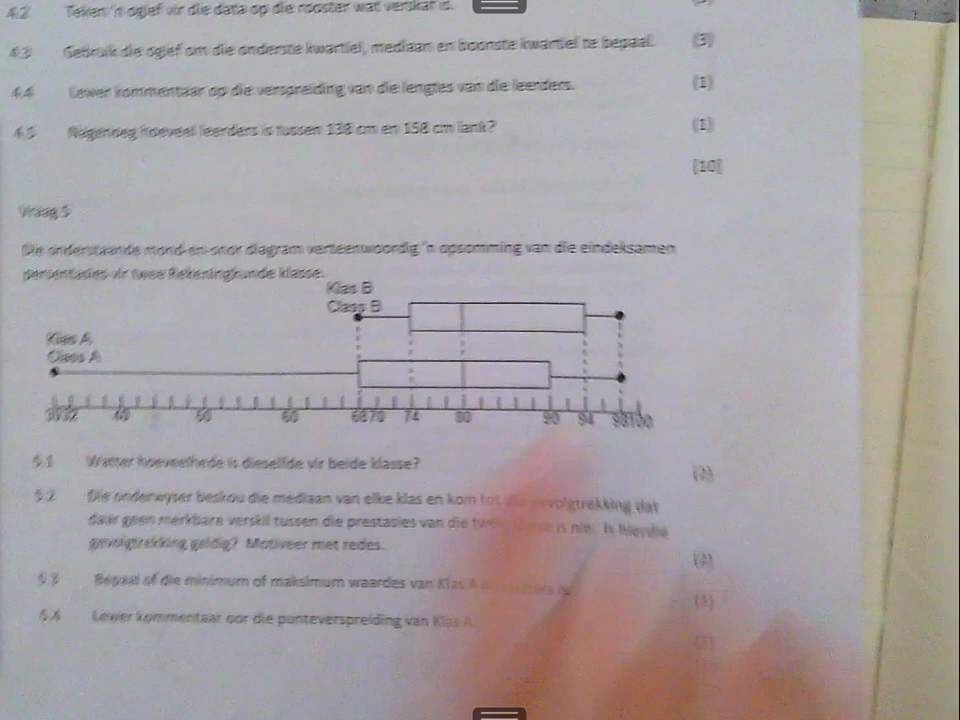 4.2 Teken 'n ogief vir die data op die rooster wat verskaf is.
4.3 Gebruik die ogief om die onderste kwartiel, mediaan en boonste kwartiel te bepaal. (3)
4.4 Lewer kommentaar op die verspreiding van die lengtes van die leerders. (1)
4.5 Nagenoeg hoeveel leerders is tussen 138 cm en 158 cm lank? (1)
[10]
Vraag 5
Die onderstaande mond-en-snor diagram verteenwoordig 'n opsomming van die eindeksamen
persentasies vir twee Rekeningkunde klasse.
Klas B
Class B
Klas A
Class A
40 50 60 68 70 74 80 90 94 98 100
5.1 Watter hoeveelhede is dieselfde vir beide klasse?
5.2 Die onderwyser beskou die mediaan van elke klas en kom tot die gevolgtrekking dat
daar geen merkbare verskil tussen die prestasies van die twee is nie. Is hierdie
gevolgtrekking geldig? Motiveer met redes.
5.3 Bepaal of die minimum of maksimum waardes van Klas A
5.4 Lewer kommentaar oor die punteverspreiding van Klas A